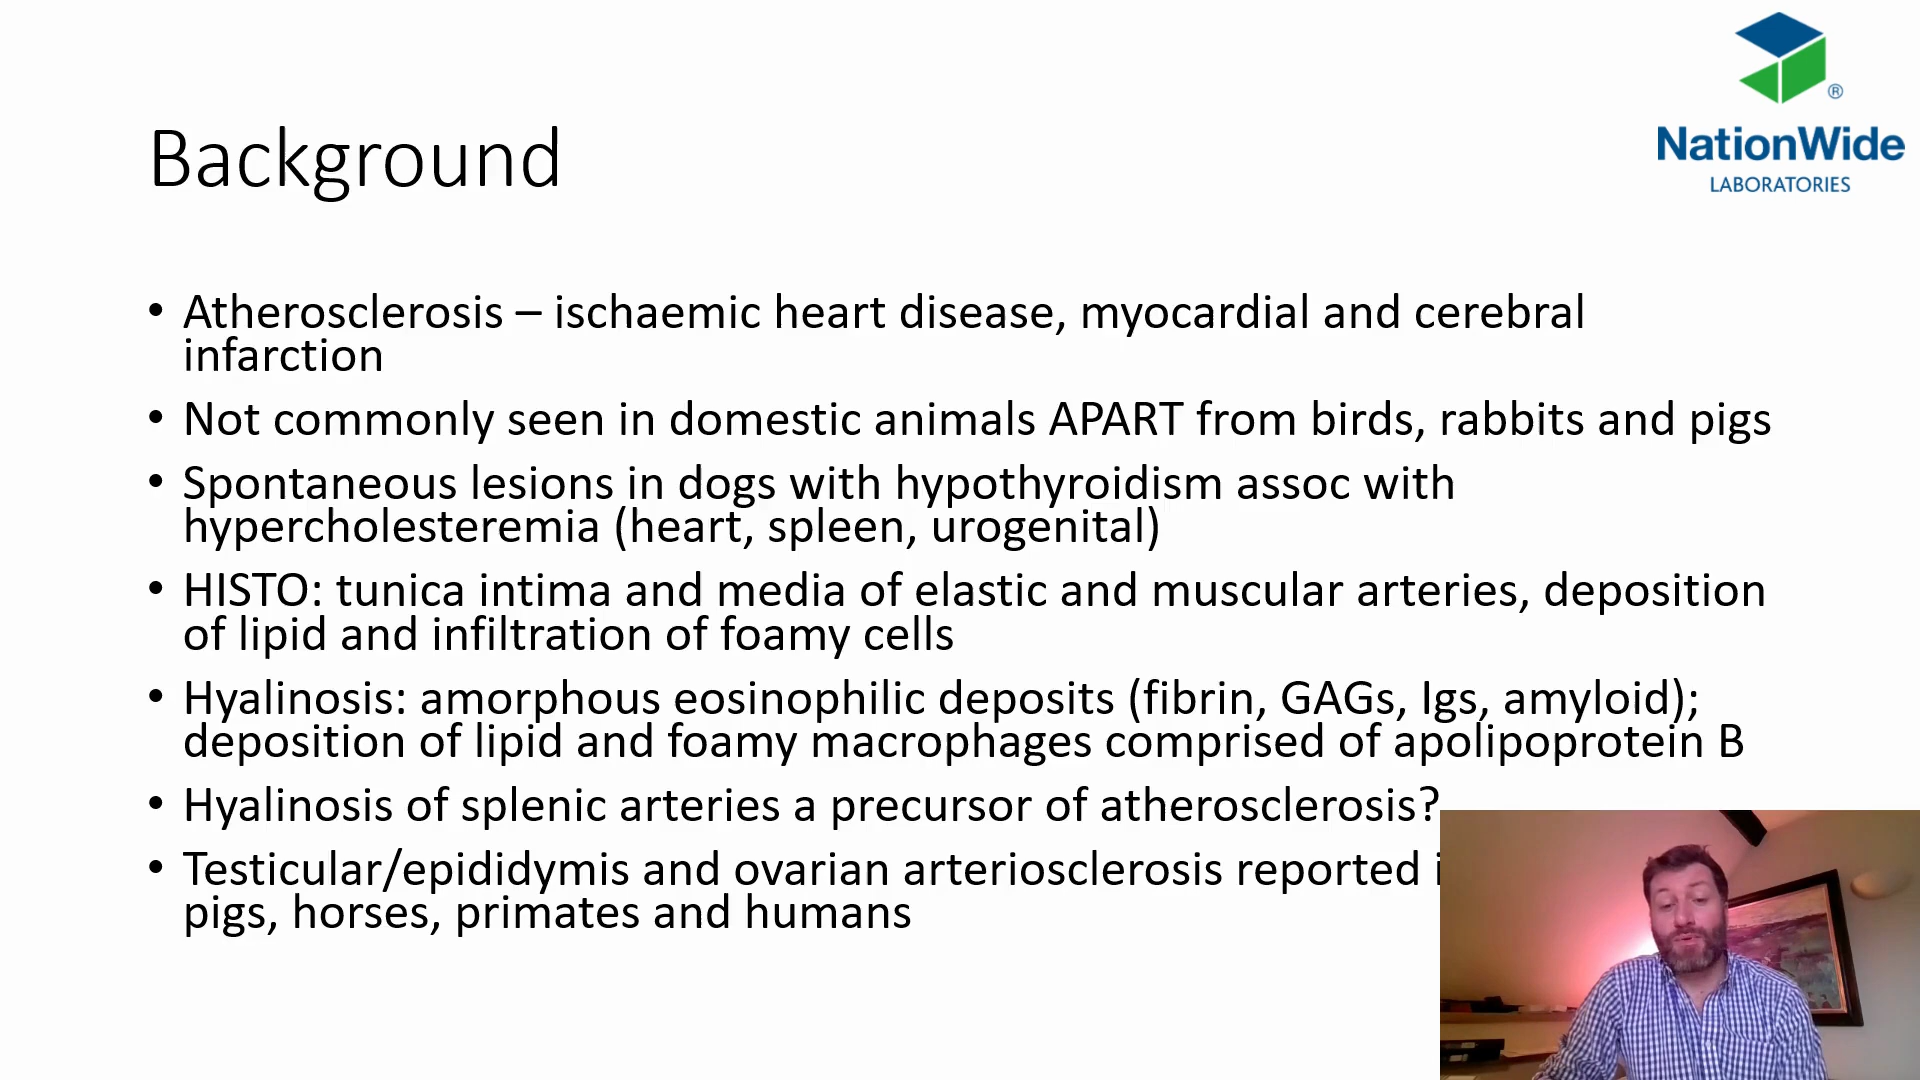 ®
NationWide
LABORATORIES
Background
• Atherosclerosis – ischaemic heart disease, myocardial and cerebral
infarction
• Not commonly seen in domestic animals APART from birds, rabbits and pigs
• Spontaneous lesions in dogs with hypothyroidism assoc with
hypercholesteremia (heart, spleen, urogenital)
• HISTO: tunica intima and media of elastic and muscular arteries, deposition
of lipid and infiltration of foamy cells
• Hyalinosis: amorphous eosinophilic deposits (fibrin, GAGs, Igs, amyloid);
deposition of lipid and foamy macrophages comprised of apolipoprotein B
• Hyalinosis of splenic arteries a precursor of atherosclerosis?
• Testicular/epididymis and ovarian arteriosclerosis reported
pigs, horses, primates and humans